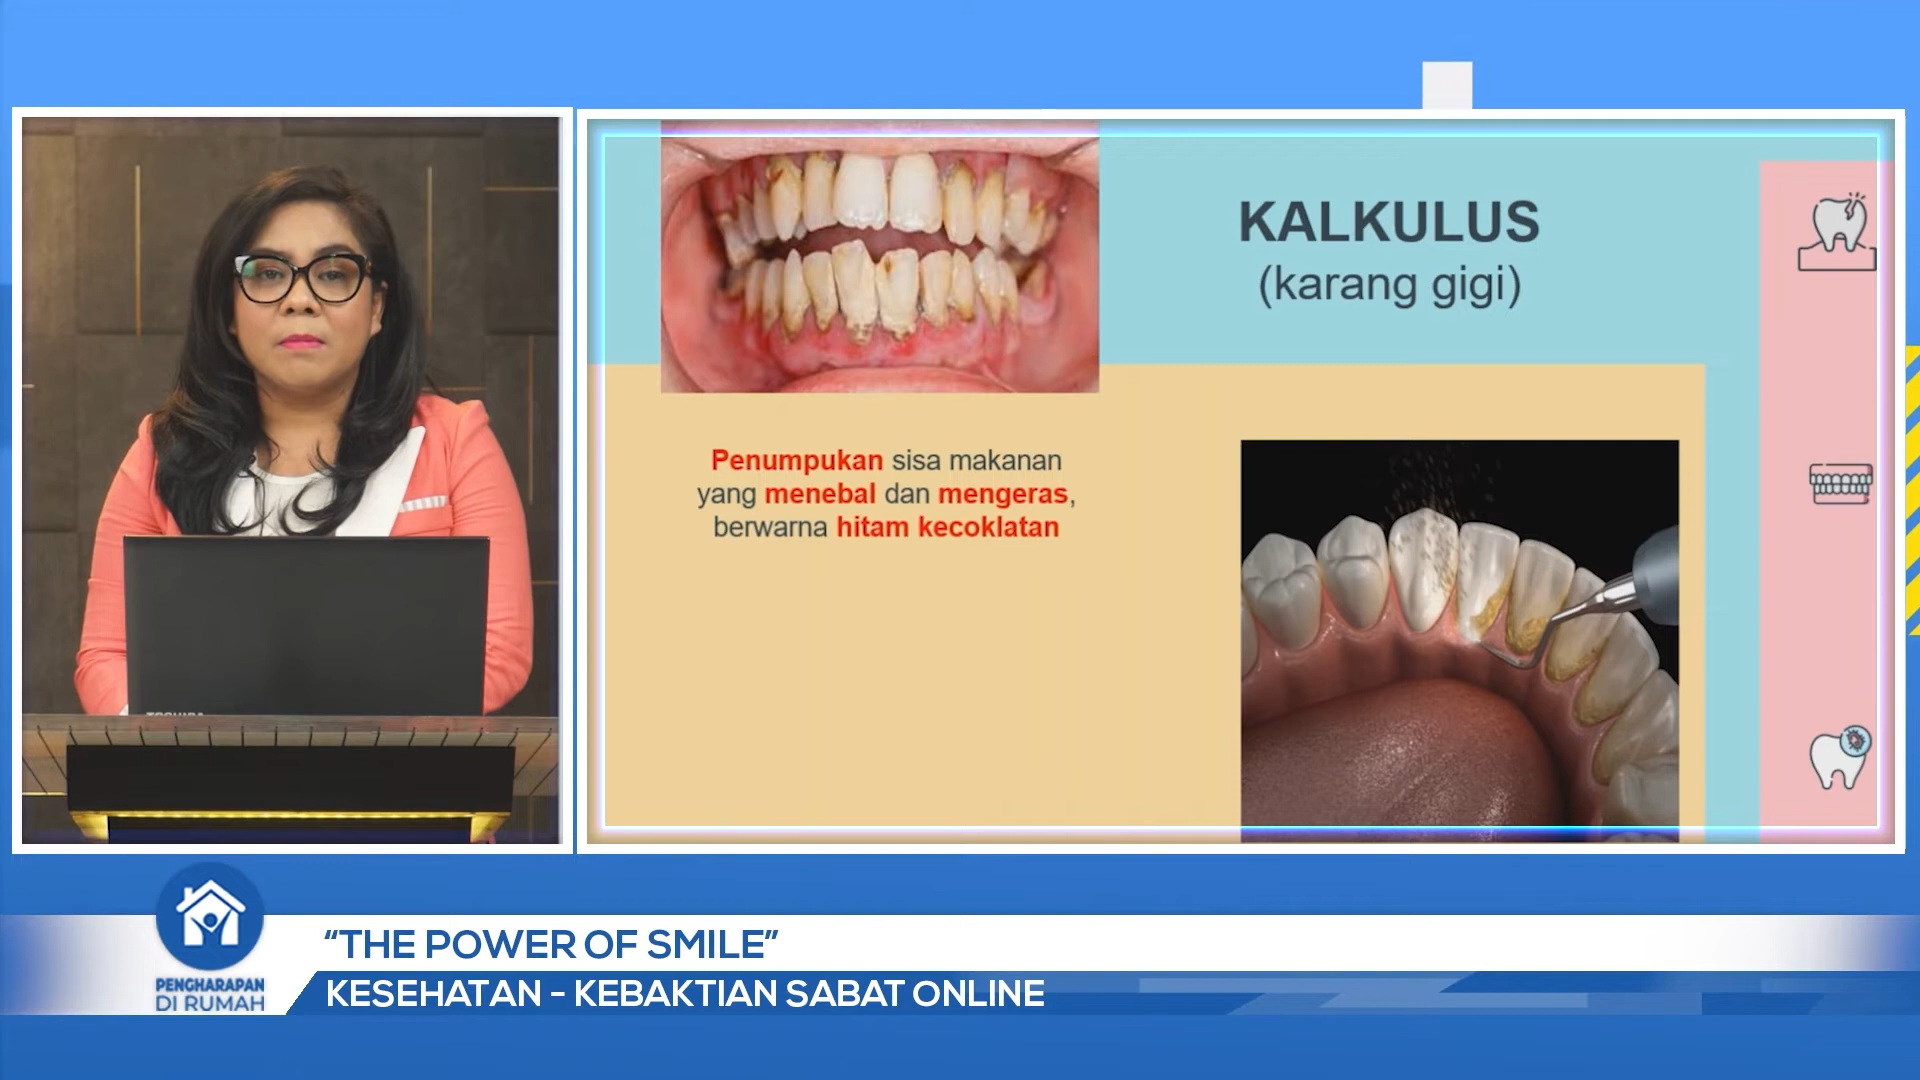 KALKULUS
(karang gigi)
Penumpukan sisa makanan
yang menebal dan mengeras,
berwarna hitam kecoklatan
TOSHIBA
“THE POWER OF SMILE”
KESEHATAN - KEBAKTIAN SABAT ONLINE
PENGHARAPAN
DI RUMAH